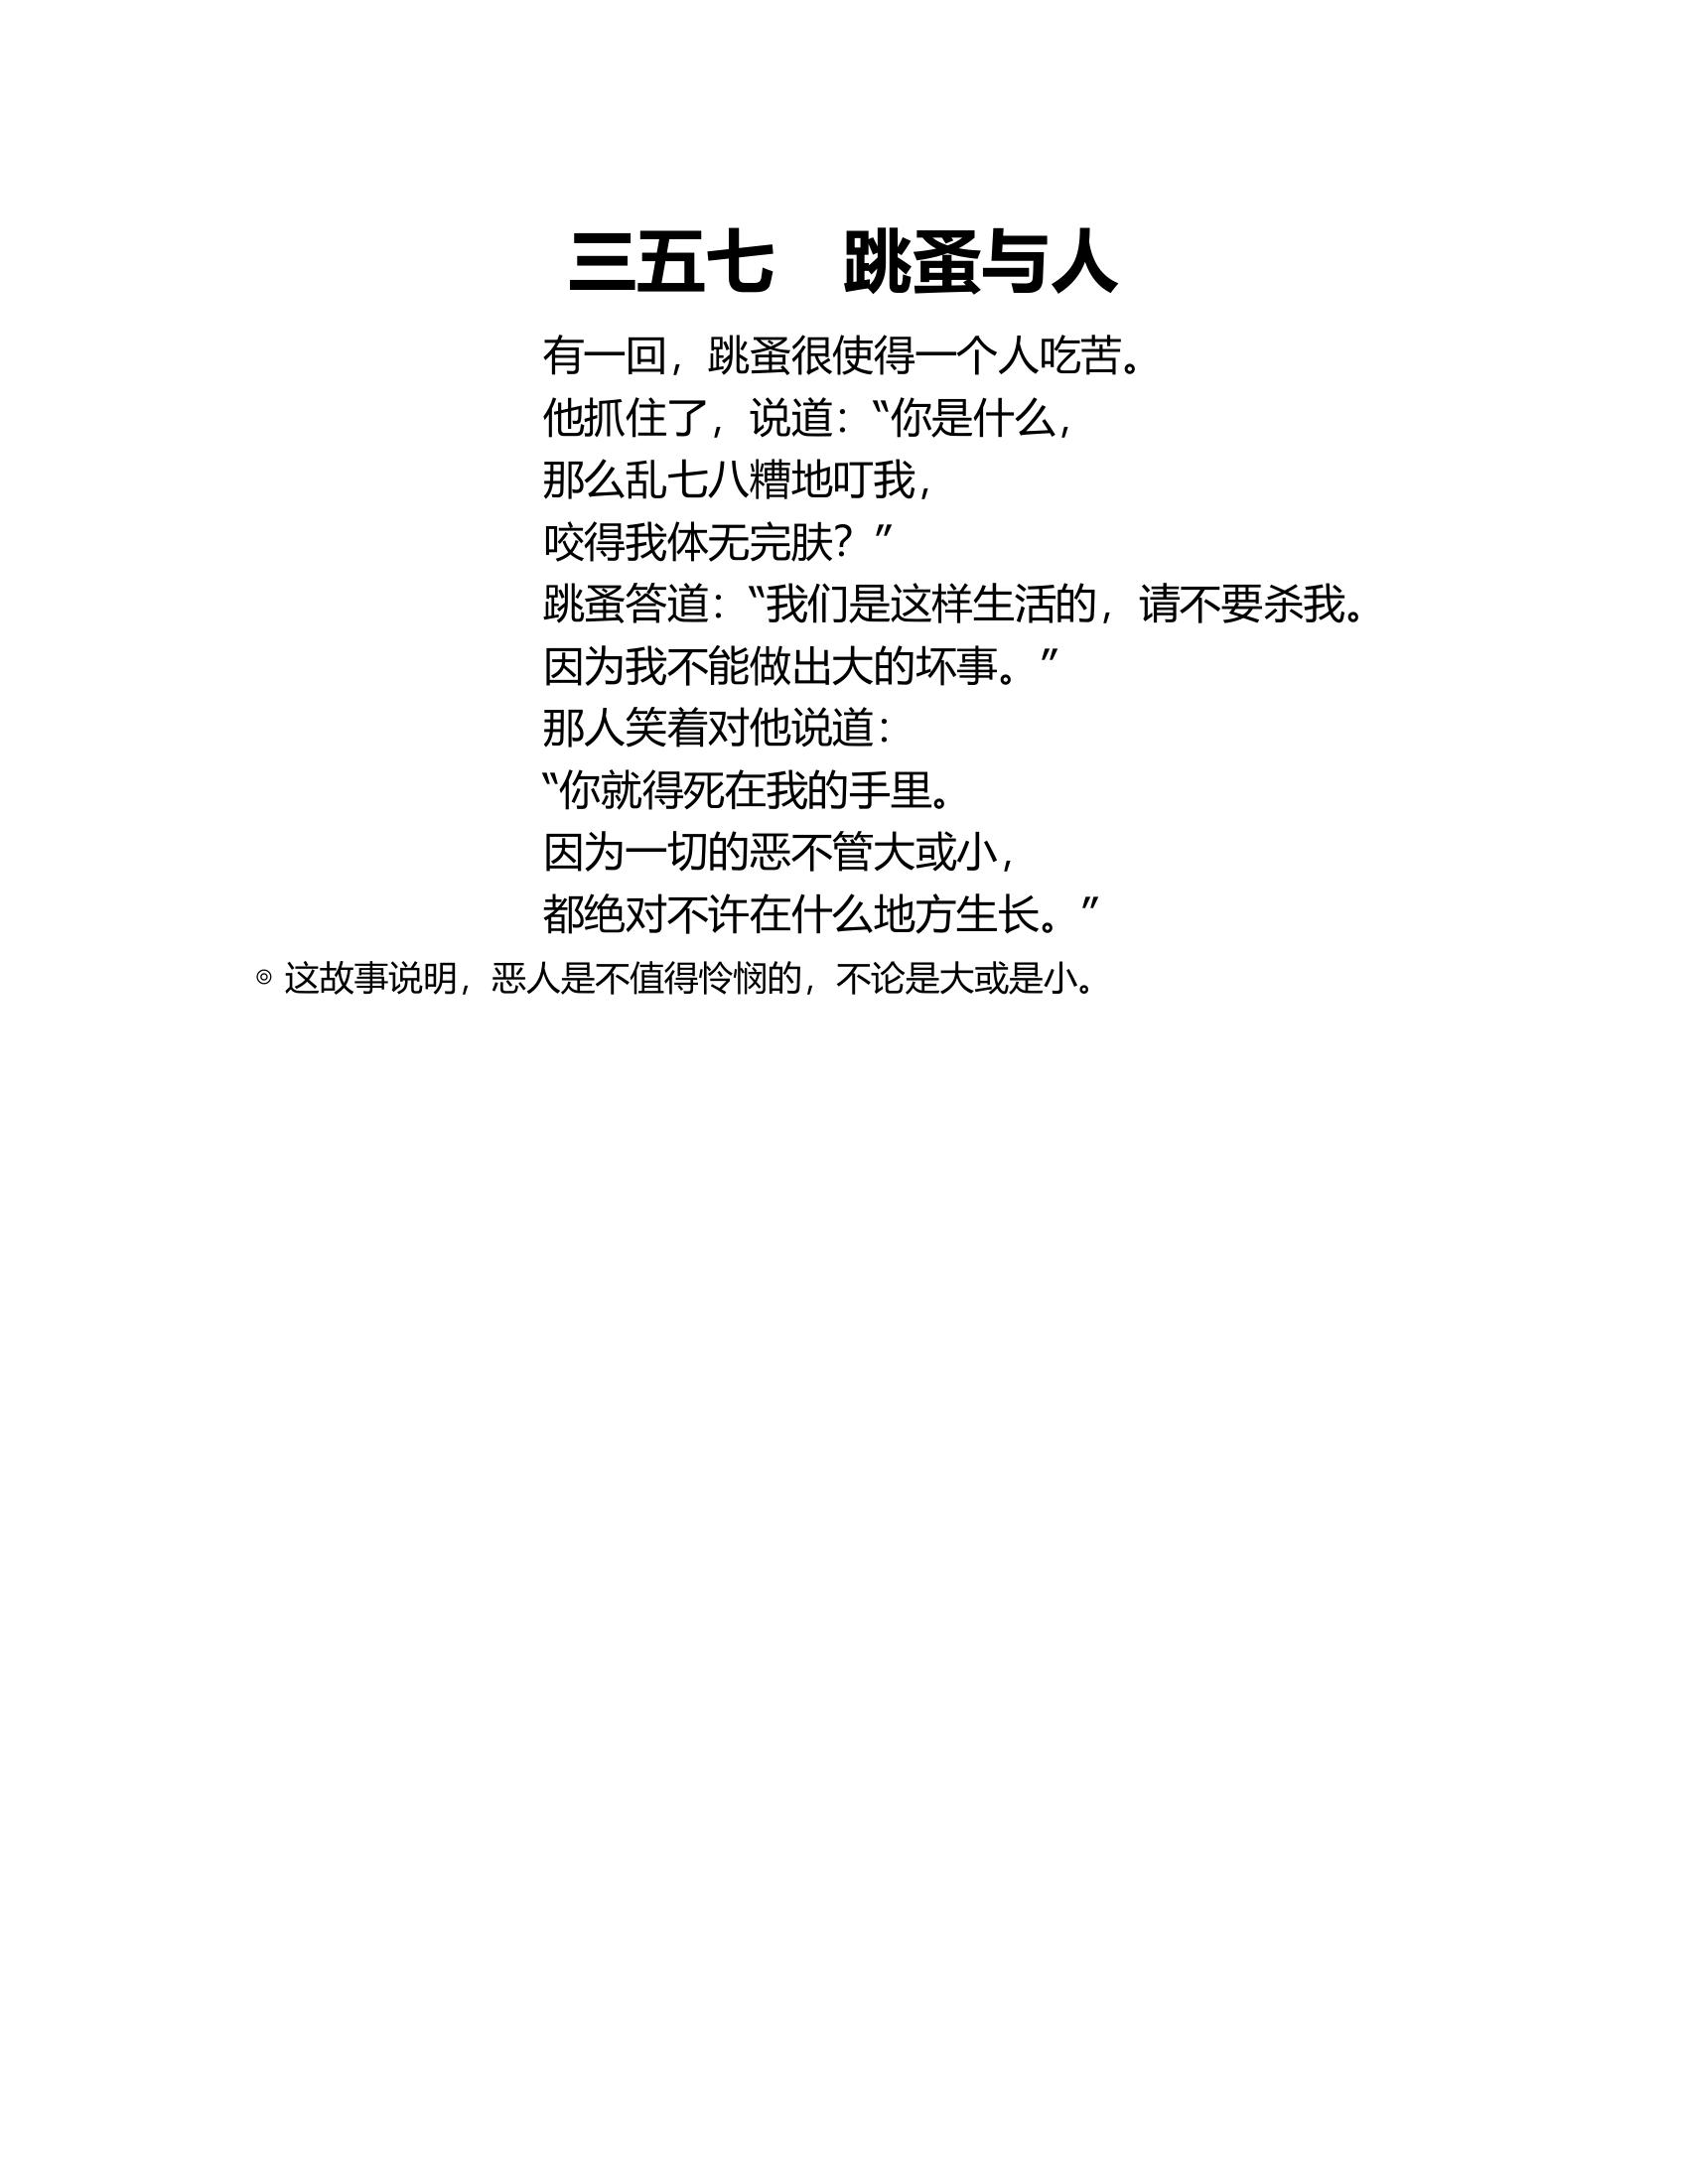 三五七　跳蚤与人
有一回，跳蚤很使得一个人吃苦。
他抓住了，说道：“你是什么，
那么乱七八糟地叮我，
咬得我体无完肤？”
跳蚤答道：“我们是这样生活的，请不要杀我。
因为我不能做出大的坏事。”
那人笑着对他说道：
“你就得死在我的手里。
因为一切的恶不管大或小，
都绝对不许在什么地方生长。”
◎ 这故事说明，恶人是不值得怜悯的，不论是大或是小。